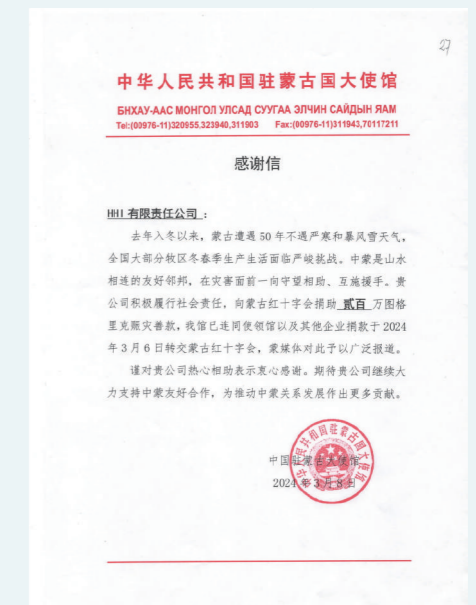 27
中华人民共和国驻蒙古国大使馆
БНХАУ-ААС МОНГОЛ УЛСАД СУУГАА ЭЛЧИН САЙДЫН ЯАМ
Tel:(00976-11)320955,323940,311903 Fax:(00976-11)311943,70117211
感谢信
HHI 有限责任公司 ：
去年入冬以来，蒙古遭遇 50 年不遇严寒和暴风雪天气，
全国大部分牧区冬春季生产生活面临严峻挑战。中蒙是山水
相连的友好邻邦，在灾害面前一向守望相助、互施援手。贵
公司积极履行社会责任，向蒙古红十字会捐助 贰百 万图格
里克赈灾善款，我馆已连同使领馆以及其他企业捐款于 2024
年 3 月 6 日转交蒙古红十字会，蒙媒体对此予以广泛报道。
谨对贵公司热心相助表示衷心感谢。期待贵公司继续大
力支持中蒙友好合作，为推动中蒙关系发展作出更多贡献。
中华人民共和国驻蒙古国大使馆
中国驻蒙古大使馆
2024 年 3 月 8 日